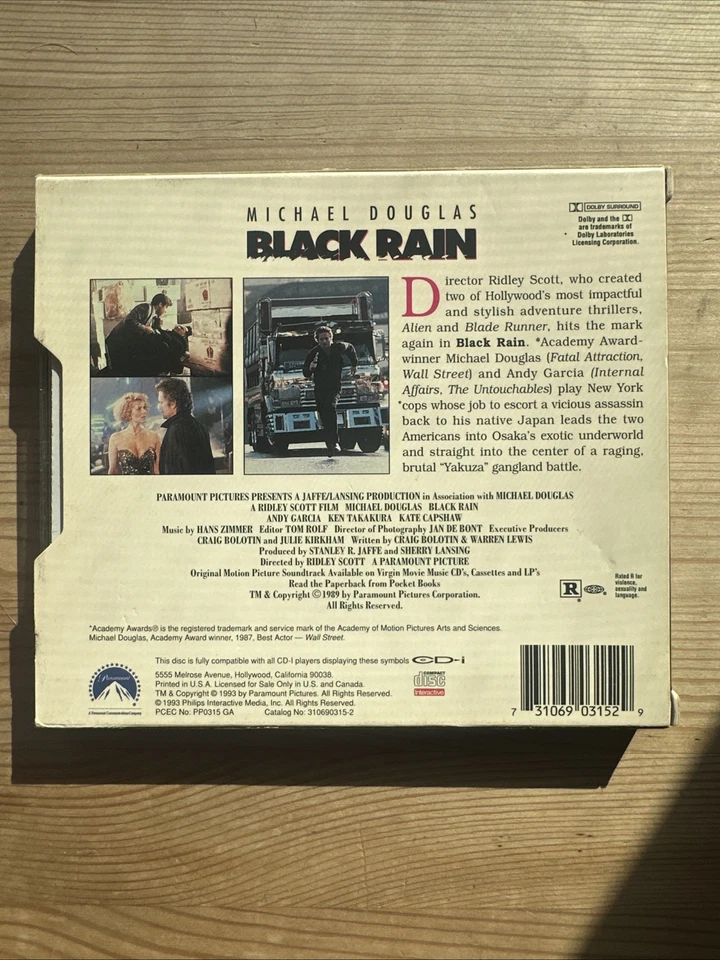 MICHAEL DOUGLAS
BLACK RAIN
DOLBY SURROUND
Dolby and the
are trademarks of
Dolby Laboratories
Licensing Corporation.
Director Ridley Scott, who created
two of Hollywood's most impactful
and stylish adventure thrillers,
Alien and Blade Runner, hits the mark
again in Black Rain. *Academy Award-
winner Michael Douglas (Fatal Attraction,
Wall Street) and Andy Garcia (Internal
Affairs, The Untouchables) play New York
cops whose job to escort a vicious assassin
back to his native Japan leads the two
Americans into Osaka's exotic underworld
and straight into the center of a raging,
brutal "Yakuza" gangland battle.
PARAMOUNT PICTURES PRESENTS A JAFFE/LANSING PRODUCTION in Association with MICHAEL DOUGLAS
A RIDLEY SCOTT FILM MICHAEL DOUGLAS BLACK RAIN
ANDY GARCIA KEN TAKAKURA KATE CAPSHAW
Music by HANS ZIMMER Editor TOM ROLF Director of Photography JAN DE BONT Executive Producers
CRAIG BOLOTIN and JULIE KIRKHAM Written by CRAIG BOLOTIN & WARREN LEWIS
Produced by STANLEY R. JAFFE and SHERRY LANSING
Directed by RIDLEY SCOTT A PARAMOUNT PICTURE
Original Motion Picture Soundtrack Available on Virgin Movie Music CD's, Cassettes and LP's
Read the Paperback from Pocket Books
TM & Copyright ©1989 by Paramount Pictures Corporation.
All Rights Reserved.
R
Rated R for
violence,
sexuality and
language.
*Academy Awards® is the registered trademark and service mark of the Academy of Motion Pictures Arts and Sciences.
Michael Douglas, Academy Award winner, 1987, Best Actor — Wall Street.
Paramount
A Paramount Communications Company
This disc is fully compatible with all CD-I players displaying these symbols CD-i
COMPACT
disc
Interactive
5555 Melrose Avenue, Hollywood, California 90038.
Printed in U.S.A. Licensed for Sale Only in U.S. and Canada.
TM & Copyright © 1993 by Paramount Pictures. All Rights Reserved.
© 1993 Philips Interactive Media, Inc. All Rights Reserved.
PCEC No: PP0315 GA Catalog No: 310690315-2
7 31069 03152 9